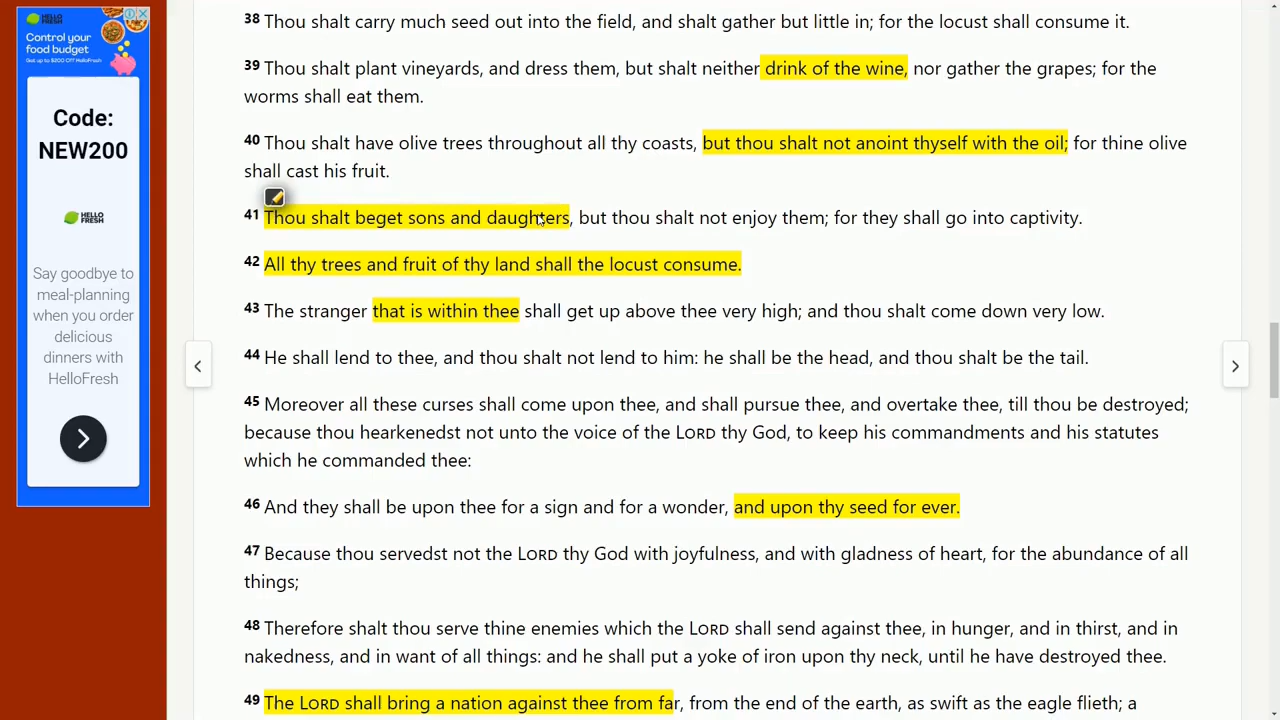 HELLO
FRESH
Control your
food budget
Get up to $200 Off HelloFresh
Code:
NEW200
HELLO
FRESH
Say goodbye to
meal-planning
when you order
delicious
dinners with
HelloFresh
38 Thou shalt carry much seed out into the field, and shalt gather but little in; for the locust shall consume it.
39 Thou shalt plant vineyards, and dress them, but shalt neither drink of the wine, nor gather the grapes; for the
worms shall eat them.
40 Thou shalt have olive trees throughout all thy coasts, but thou shalt not anoint thyself with the oil; for thine olive
shall cast his fruit.
41 Thou shalt beget sons and daughters, but thou shalt not enjoy them; for they shall go into captivity.
42 All thy trees and fruit of thy land shall the locust consume.
43 The stranger that is within thee shall get up above thee very high; and thou shalt come down very low.
44 He shall lend to thee, and thou shalt not lend to him: he shall be the head, and thou shalt be the tail.
45 Moreover all these curses shall come upon thee, and shall pursue thee, and overtake thee, till thou be destroyed;
because thou hearkenedst not unto the voice of the LORD thy God, to keep his commandments and his statutes
which he commanded thee:
46 And they shall be upon thee for a sign and for a wonder, and upon thy seed for ever.
47 Because thou servedst not the LORD thy God with joyfulness, and with gladness of heart, for the abundance of all
things;
48 Therefore shalt thou serve thine enemies which the LORD shall send against thee, in hunger, and in thirst, and in
nakedness, and in want of all things: and he shall put a yoke of iron upon thy neck, until he have destroyed thee.
49 The LORD shall bring a nation against thee from far, from the end of the earth, as swift as the eagle flieth; a